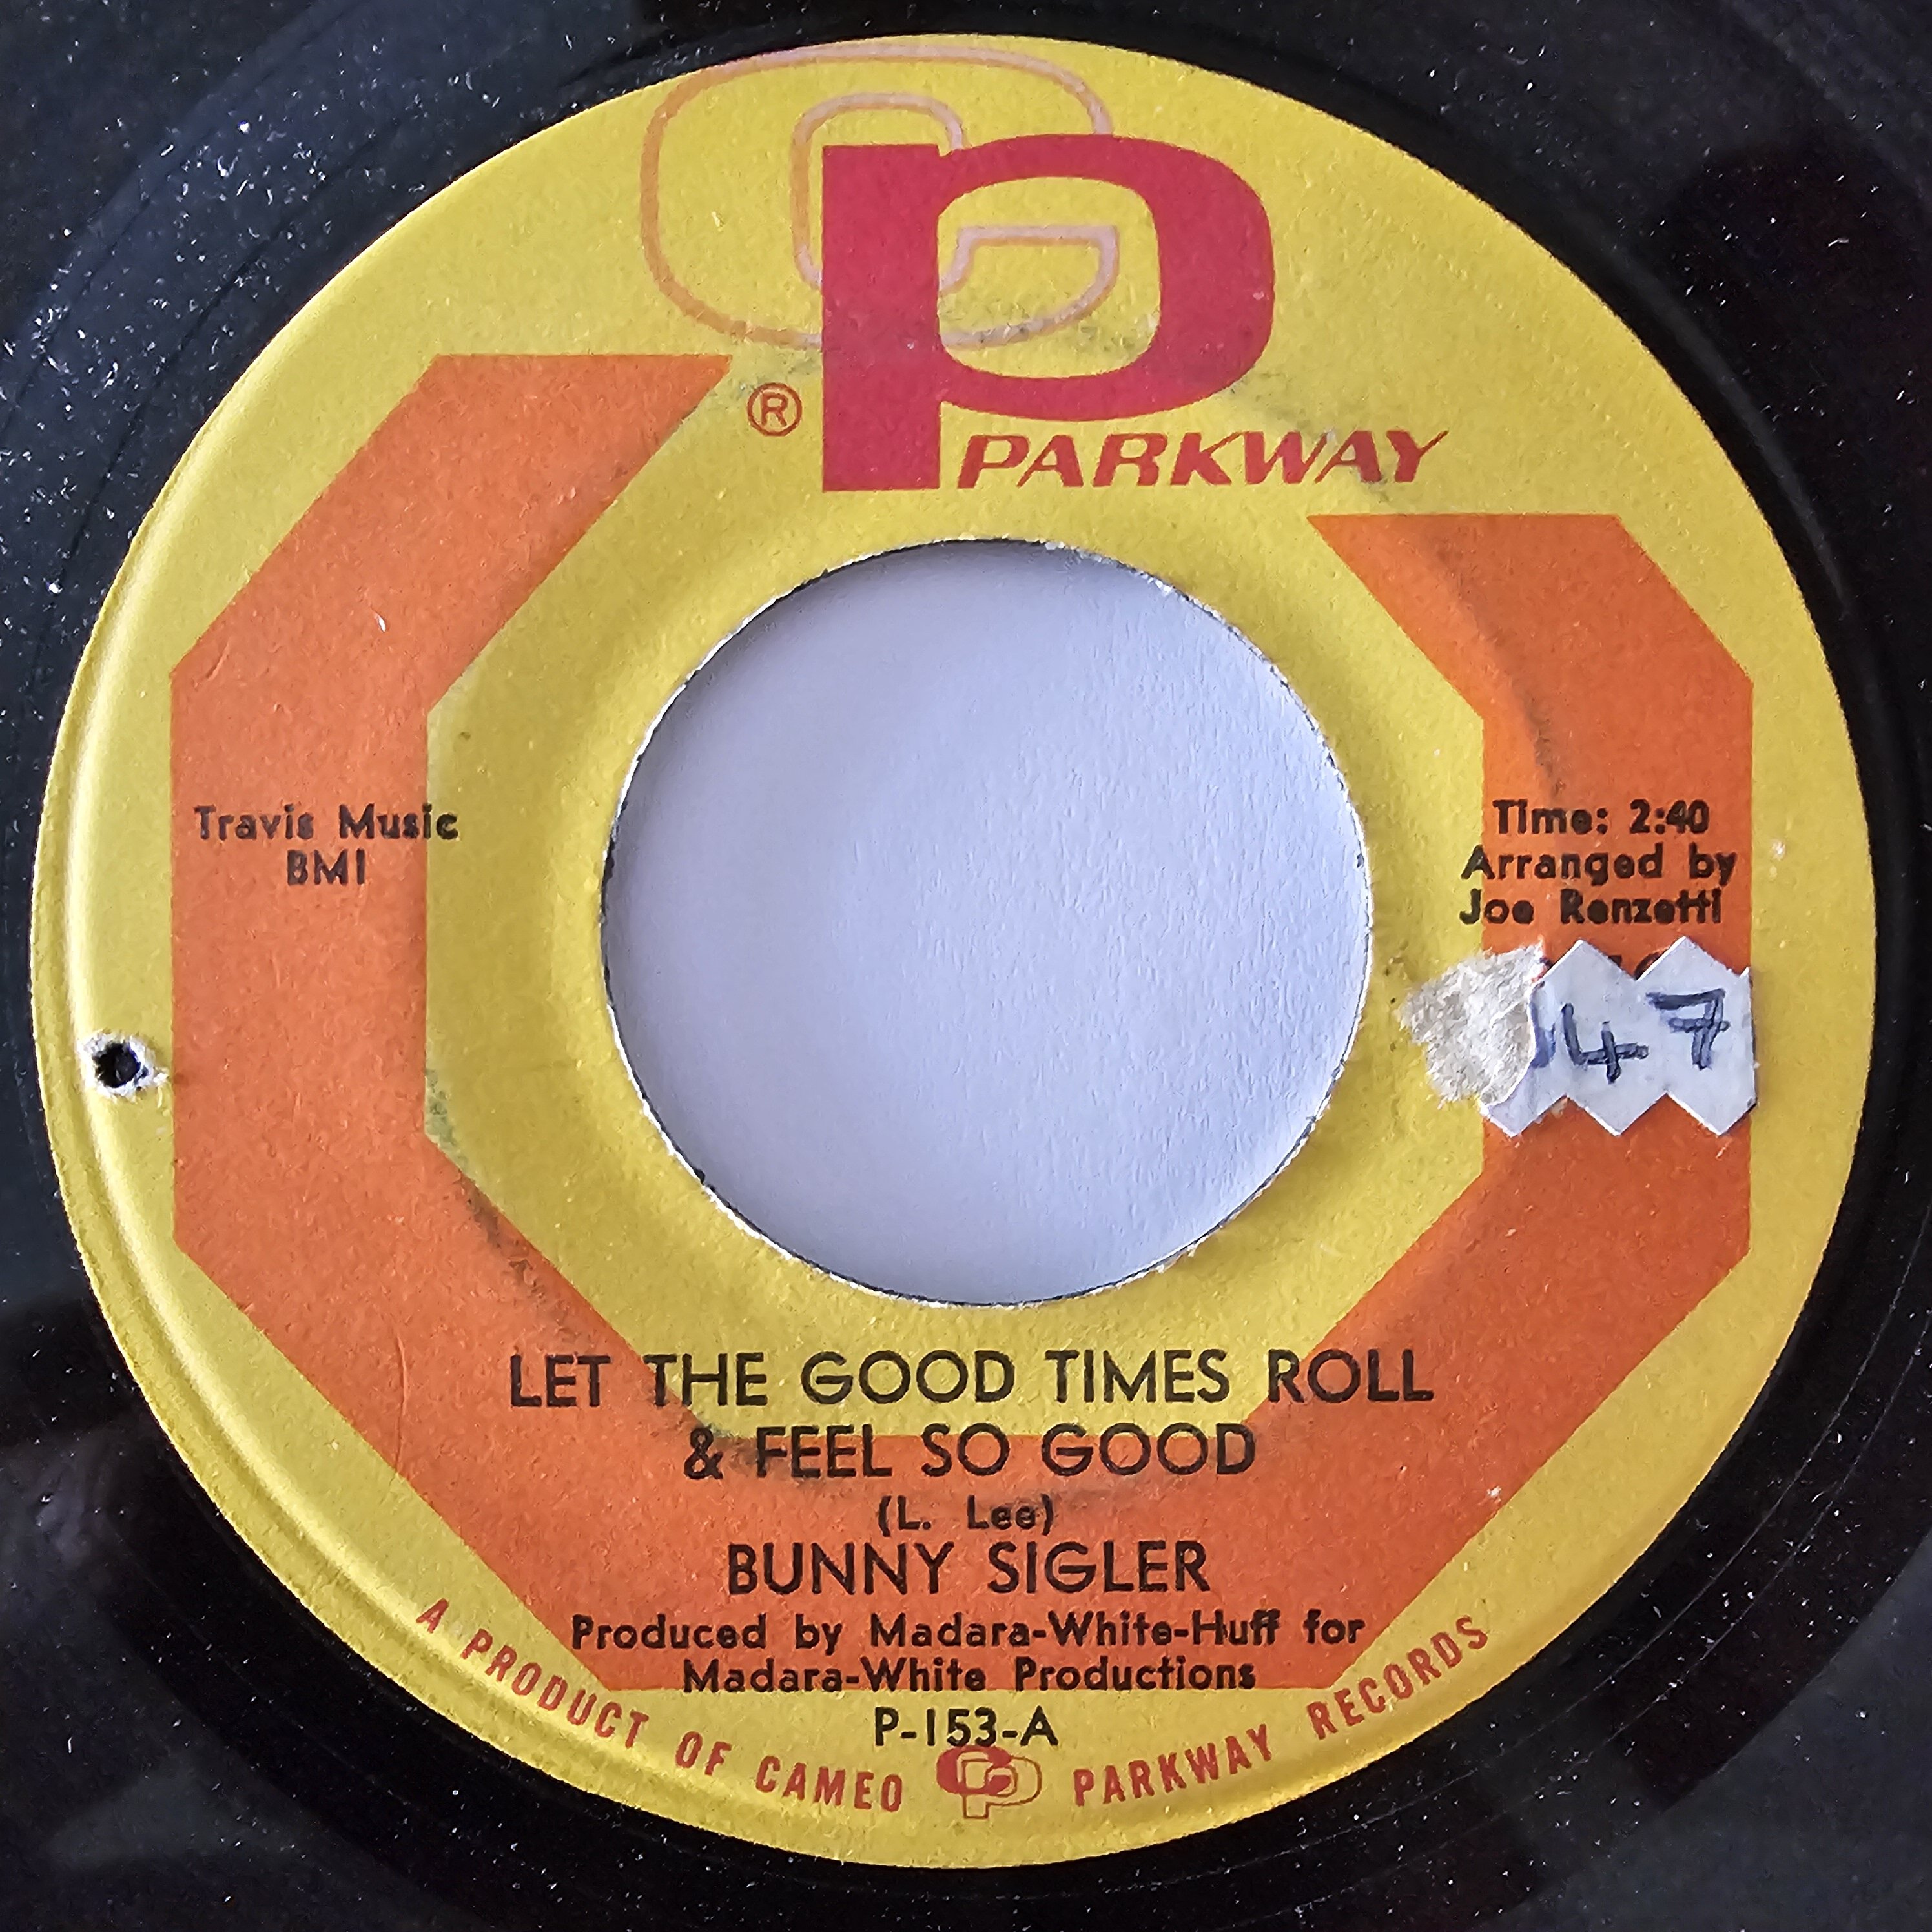 C
P
®
PARKWAY
Travis Music
BMI
Time: 2:40
Arranged by
Joe Renzetti
47
LET THE GOOD TIMES ROLL
& FEEL SO GOOD
(L. Lee)
BUNNY SIGLER
Produced by Madara-White-Huff for
Madara-White Productions
P-153-A
A PRODUCT OF CAMEO CP PARKWAY RECORDS